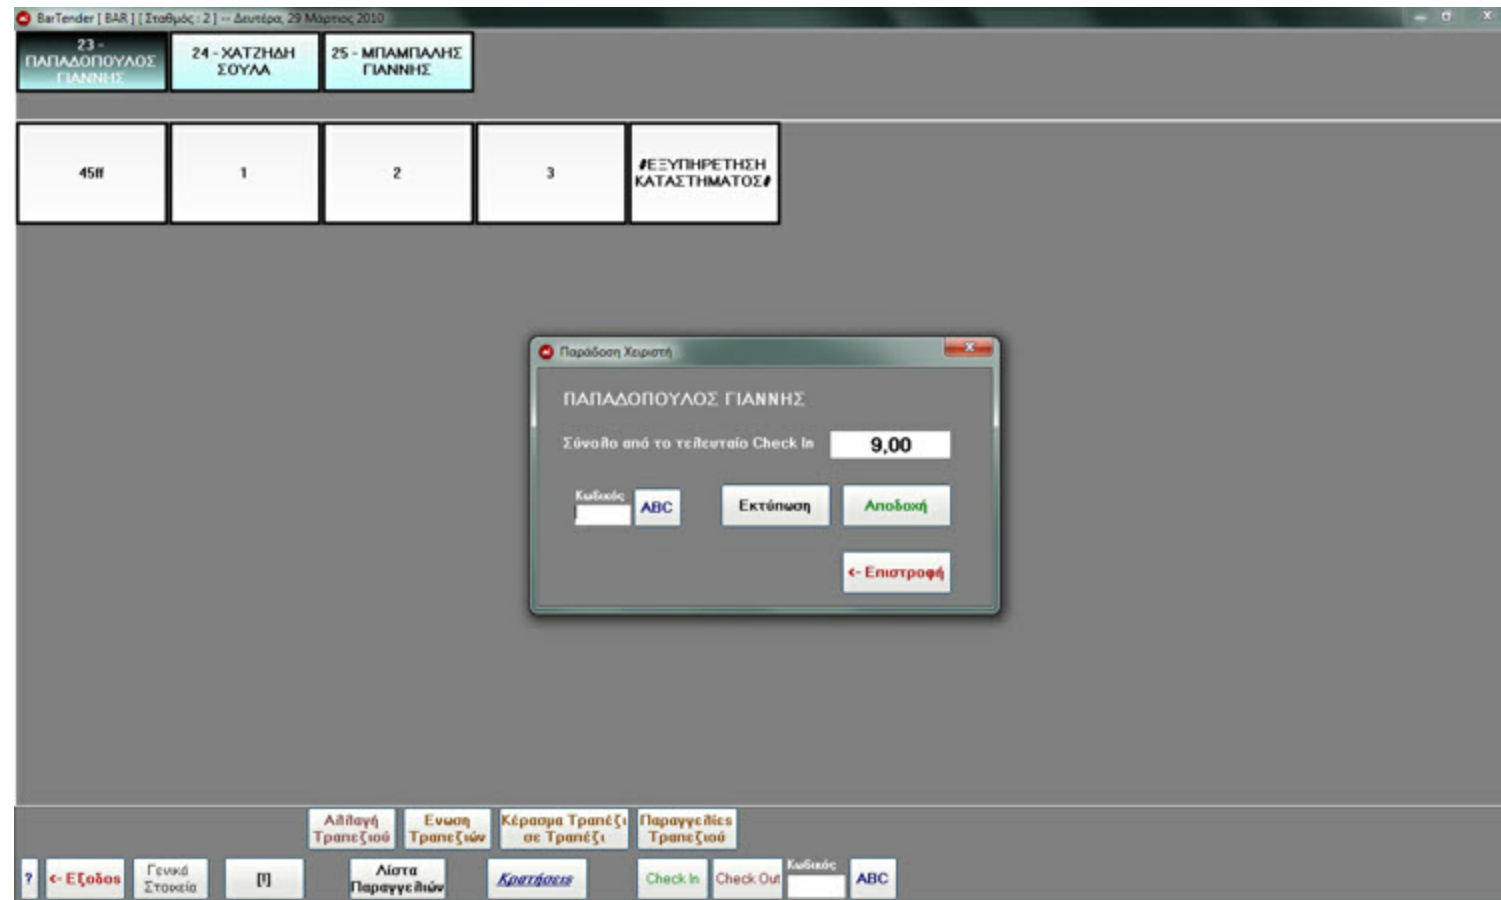 BarTender [ BAR ] [ Σταθμός : 2 ] -- Δευτέρα, 29 Μάρτιος 2010
23 -
ΠΑΠΑΔΟΠΟΥΛΟΣ
ΓΙΑΝΝΗΣ
24 - ΧΑΤΖΗΔΗ
ΣΟΥΛΑ
25 - ΜΠΑΜΠΑΛΗΣ
ΓΙΑΝΝΗΣ
45ff
1
2
3
#ΕΞΥΠΗΡΕΤΗΣΗ
ΚΑΤΑΣΤΗΜΑΤΟΣ#
Παράδοση Χειριστή
ΠΑΠΑΔΟΠΟΥΛΟΣ ΓΙΑΝΝΗΣ
Σύνολο από το τελευταίο Check In
9,00
Κωδικός
ABC
Εκτύπωση
Αποδοχή
<- Επιστροφή
Αλλαγή
Τραπεζιού
Ενωση
Τραπεζιών
Κέρασμα Τραπέζι
σε Τραπέζι
Παραγγελίες
Τραπεζιού
?
<- Εξοδος
Γενικά
Στοιχεία
[!]
Λίστα
Παραγγελιών
Κρατήσεις
Check In
Check Out
Κωδικός
ABC